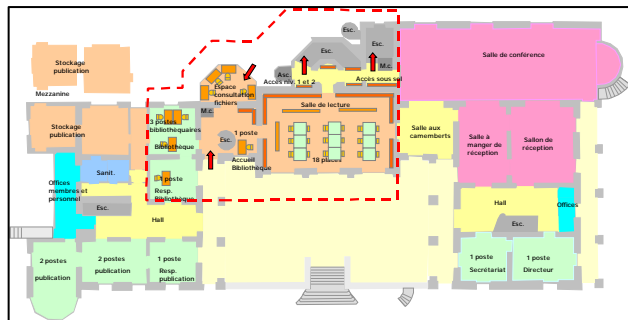 Stockage
publication
Mezzanine
Stockage
publication
Offices
membres et
personnel
Sanit.
Esc.
Hall
2 postes
publication
2 postes
publication
1 poste
Resp. publication
3 postes
bibliothécaires
Bibliothèque
1 poste
Resp.
Bibliothèque
Espace
consultation
fichiers
M.c.
Esc.
1 poste
Accueil
Bibliothèque
Asc.
Esc.
Esc.
M.c.
Accès niv. 1 et 2
Accès sous sol
Salle de lecture
18 places
Salle de conférence
Salle aux
camemberts
Salle à
manger de
réception
Sallon de
réception
Hall
Esc.
Offices
1 poste
Secrétariat
1 poste
Directeur